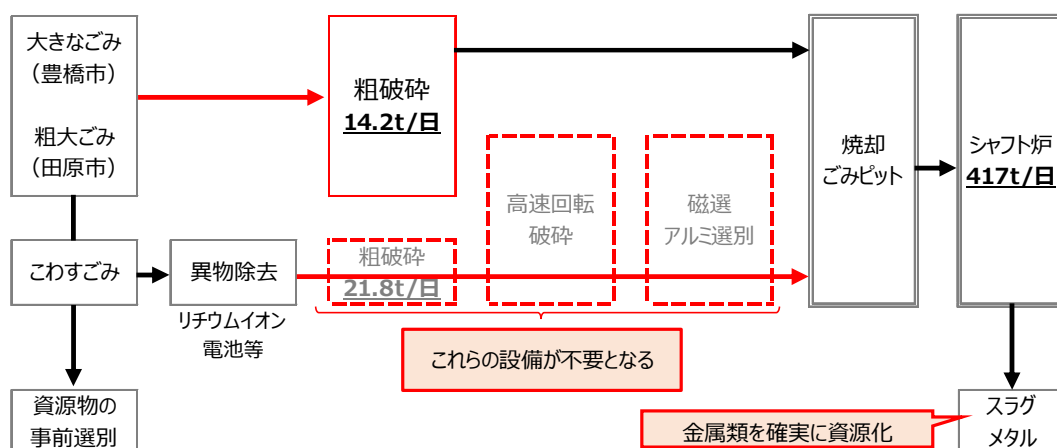 大きなごみ
（豊橋市）
粗大ごみ
（田原市）
粗破砕
14.2t/日
焼却
ごみピット
シャフト炉
417t/日
高速回転
破砕
磁選
アルミ選別
こわすごみ
異物除去
粗破砕
21.8t/日
リチウムイオン
電池等
これらの設備が不要となる
資源物の
事前選別
金属類を確実に資源化
スラグ
メタル